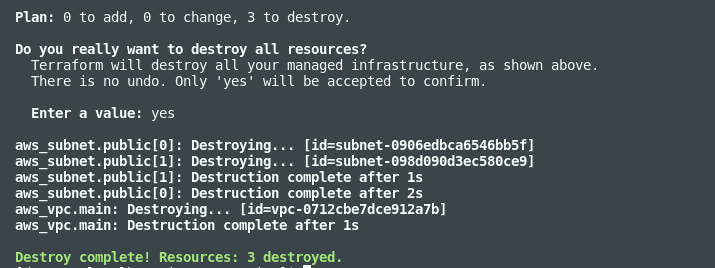 Plan: 0 to add, 0 to change, 3 to destroy.
Do you really want to destroy all resources?
Terraform will destroy all your managed infrastructure, as shown above.
There is no undo. Only 'yes' will be accepted to confirm.
Enter a value: yes
aws_subnet.public[0]: Destroying... [id=subnet-0906edbca6546bb5f]
aws_subnet.public[1]: Destroying... [id=subnet-098d090d3ec580ce9]
aws_subnet.public[1]: Destruction complete after 1s
aws_subnet.public[0]: Destruction complete after 2s
aws_vpc.main: Destroying... [id=vpc-0712cbe7dce912a7b]
aws_vpc.main: Destruction complete after 1s
Destroy complete! Resources: 3 destroyed.